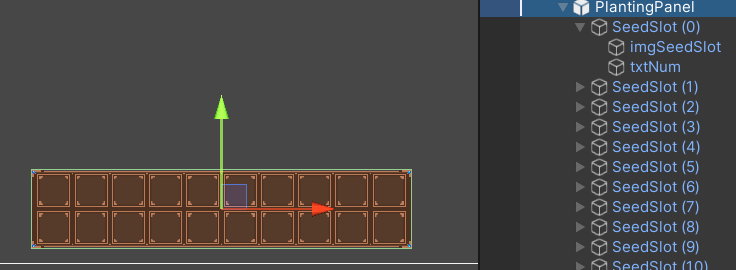 PlantingPanel
SeedSlot (0)
imgSeedSlot
txtNum
SeedSlot (1)
SeedSlot (2)
SeedSlot (3)
SeedSlot (4)
SeedSlot (5)
SeedSlot (6)
SeedSlot (7)
SeedSlot (8)
SeedSlot (9)
SeedSlot (10)